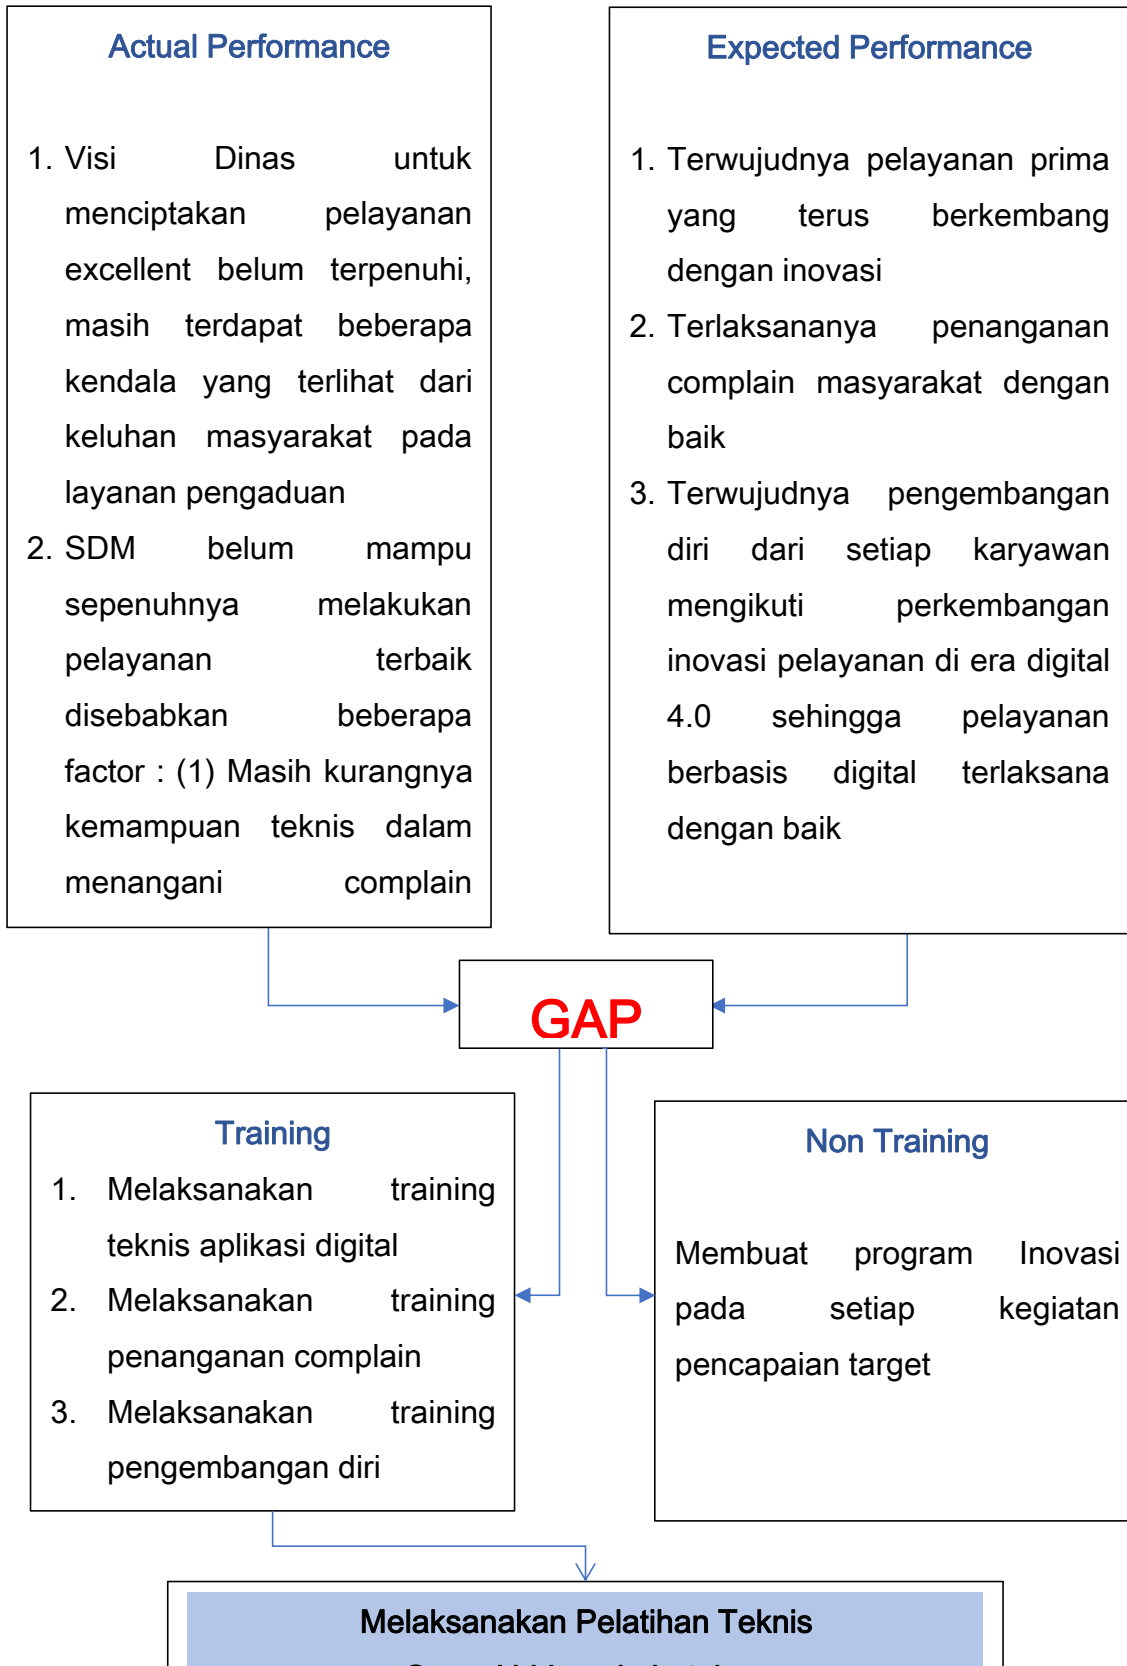 Actual Performance
1. Visi Dinas untuk
menciptakan pelayanan
excellent belum terpenuhi,
masih terdapat beberapa
kendala yang terlihat dari
keluhan masyarakat pada
layanan pengaduan
2. SDM belum mampu
sepenuhnya melakukan
pelayanan terbaik
disebabkan beberapa
factor : (1) Masih kurangnya
kemampuan teknis dalam
menangani complain
Expected Performance
1. Terwujudnya pelayanan prima
yang terus berkembang
dengan inovasi
2. Terlaksananya penanganan
complain masyarakat dengan
baik
3. Terwujudnya pengembangan
diri dari setiap karyawan
mengikuti perkembangan
inovasi pelayanan di era digital
4.0 sehingga pelayanan
berbasis digital terlaksana
dengan baik
GAP
Training
1. Melaksanakan training
teknis aplikasi digital
2. Melaksanakan training
penanganan complain
3. Melaksanakan training
pengembangan diri
Non Training
Membuat program Inovasi
pada setiap kegiatan
pencapaian target
Melaksanakan Pelatihan Teknis